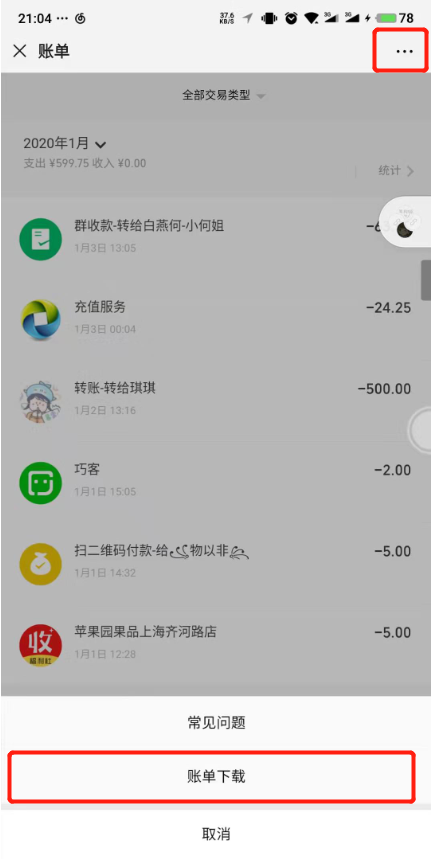 21:04 ··· 37.6 KB/S 3G 3G 78
账单 ···
全部交易类型
2020年1月
支出 ¥599.75 收入 ¥0.00
统计
群收款-转给白燕何-小何姐
1月3日 13:05
充值服务 -24.25
1月3日 00:04
转账-转给琪琪 -500.00
1月2日 13:16
巧客 -2.00
1月1日 15:05
扫二维码付款-给 物以非 -5.00
1月1日 14:32
收
福利社
苹果园果品上海齐河路店 -5.00
1月1日 12:28
常见问题
账单下载
取消